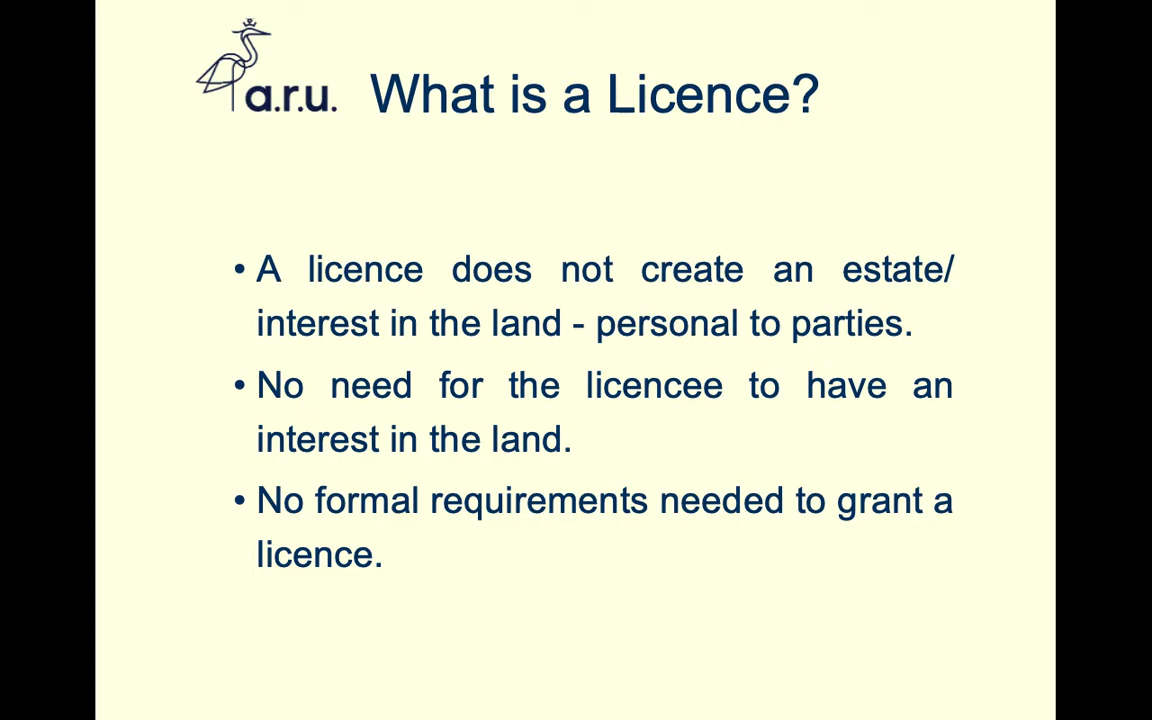 a.r.u.
What is a Licence?
• A licence does not create an estate/
interest in the land - personal to parties.
• No need for the licencee to have an
interest in the land.
• No formal requirements needed to grant a
licence.